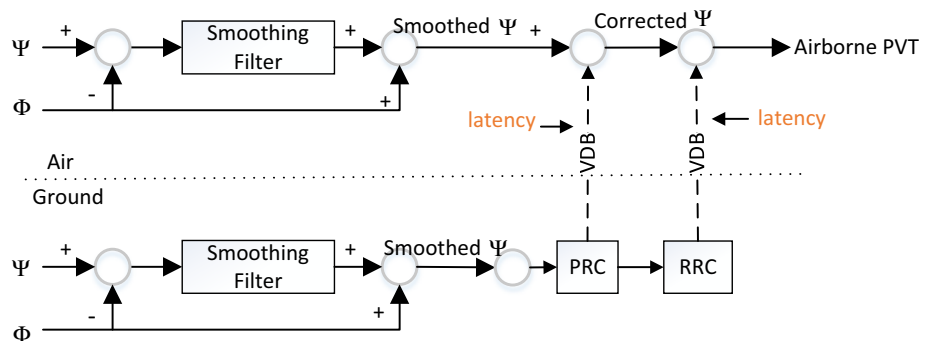 Smoothed Ψ
Corrected Ψ
Ψ
+
Smoothing
Filter
+
+
Airborne PVT
-
+
Φ
latency
latency
VDB
VDB
Air
Ground
Smoothed Ψ
Ψ
+
Smoothing
Filter
+
PRC
RRC
-
+
Φ